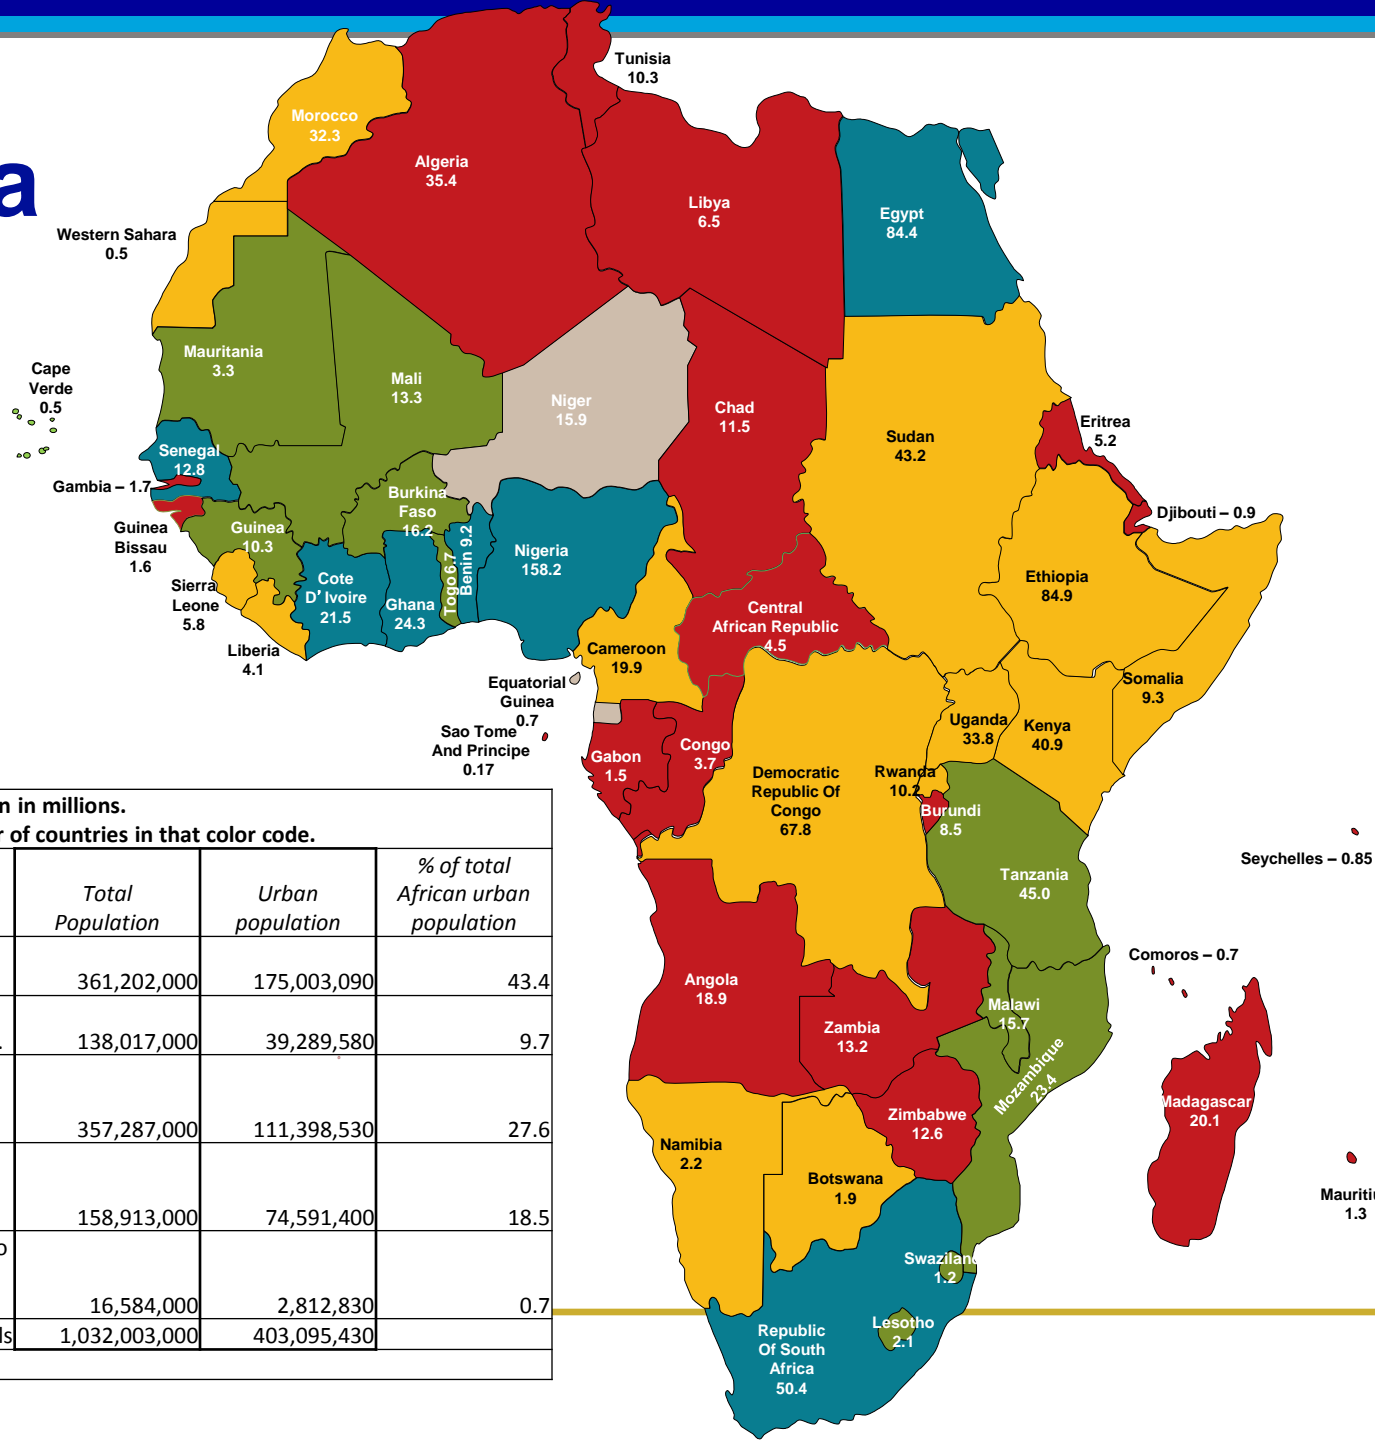 a
Tunisia
10.3
Morocco
32.3
Algeria
35.4
Libya
6.5
Egypt
84.4
Western Sahara
0.5
Mauritania
3.3
Mali
13.3
Niger
15.9
Chad
11.5
Sudan
43.2
Eritrea
5.2
Cape
Verde
0.5
Senegal
12.8
Gambia – 1.7
Guinea
Bissau
1.6
Guinea
10.3
Burkina
Faso
16.2
Djibouti – 0.9
Sierra
Leone
5.8
Liberia
4.1
Cote
D'Ivoire
21.5
Ghana
24.3
Togo 6.7
Benin 9.2
Nigeria
158.2
Ethiopia
84.9
Central
African Republic
4.5
Cameroon
19.9
Equatorial
Guinea
0.7
Sao Tome
And Principe
0.17
Gabon
1.5
Congo
3.7
Democratic
Republic Of
Congo
67.8
Uganda
33.8
Kenya
40.9
Somalia
9.3
Rwanda
10.2
Burundi
8.5
Tanzania
45.0
Seychelles – 0.85
Comoros – 0.7
Angola
18.9
Zambia
13.2
Malawi
15.7
Mozambique
23.4
Zimbabwe
12.6
Madagascar
20.1
Mauritiu
1.3
Namibia
2.2
Botswana
1.9
Swaziland
1.2
Lesotho
2.1
Republic
Of South
Africa
50.4
n in millions.
r of countries in that color code.
Total Population Urban population % of total African urban population
361,202,000 175,003,090 43.4
. 138,017,000 39,289,580 9.7
357,287,000 111,398,530 27.6
158,913,000 74,591,400 18.5
o
16,584,000 2,812,830 0.7
ls 1,032,003,000 403,095,430